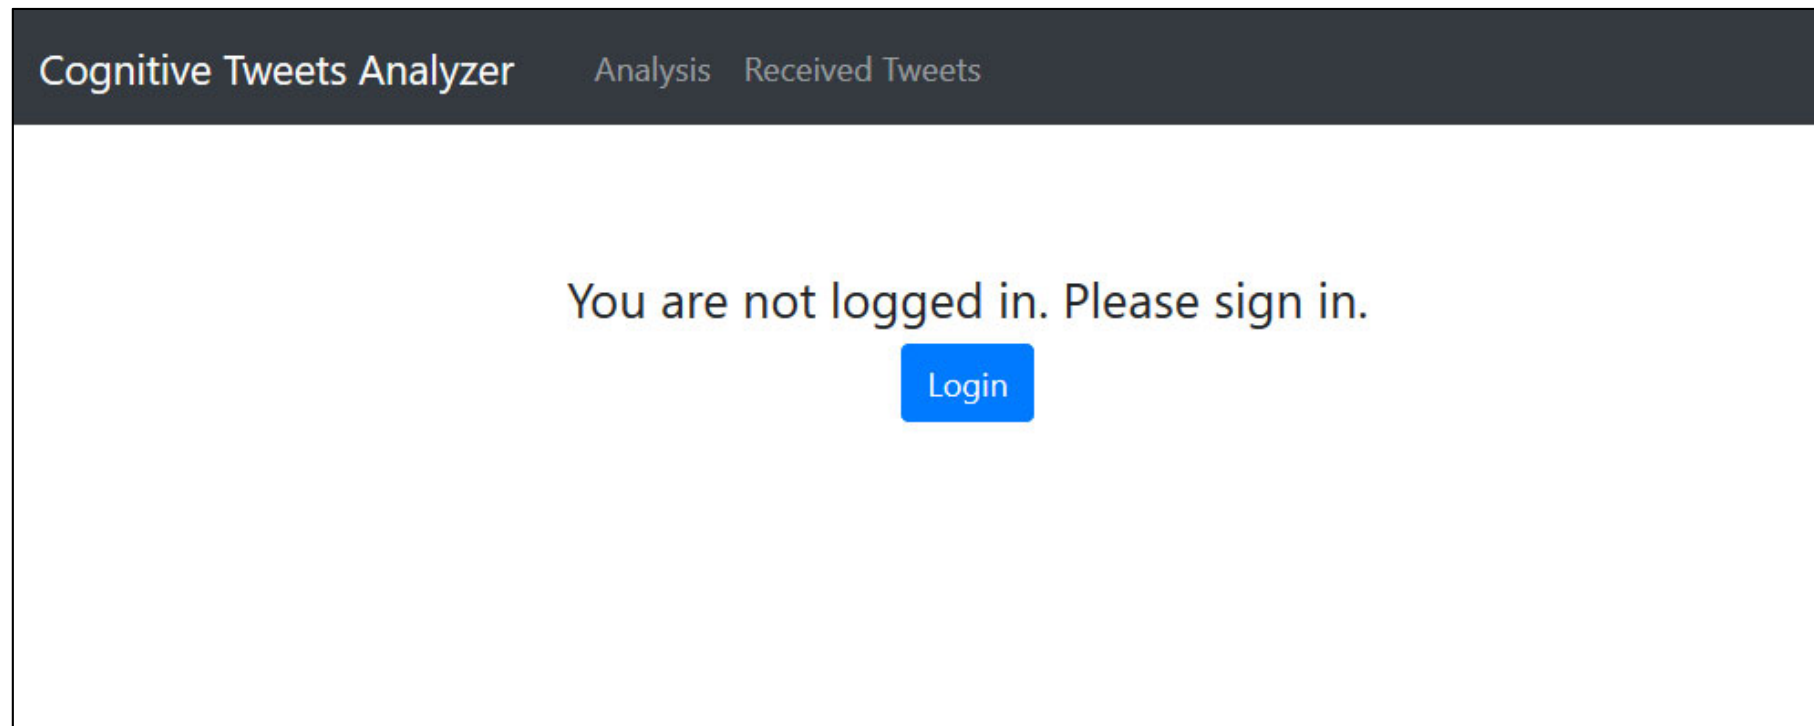 Cognitive Tweets Analyzer Analysis Received Tweets
You are not logged in. Please sign in.
Login